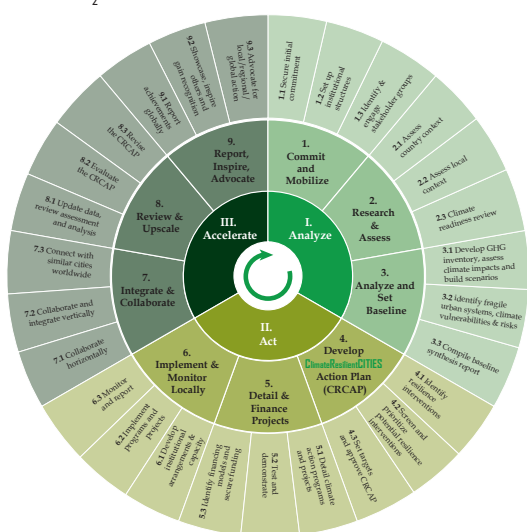 2
I.
Analyze
II.
Act
III.
Accelerate
1.
Commit
and
Mobilize
2.
Research
&
Assess
3.
Analyze and
Set
Baseline
4.
Develop
ClimateResilientCITIES
Action Plan
(CRCAP)
5.
Detail &
Finance
Projects
6.
Implement &
Monitor
Locally
7.
Integrate &
Collaborate
8.
Review &
Upscale
9.
Report,
Inspire,
Advocate
1.1 Secure initial
commitment
1.2 Set up
institutional
structures
1.3 Identify &
engage
stakeholder groups
2.1 Assess
country context
2.2 Assess local
context
2.3 Climate
readiness review
3.1 Develop GHG
inventory, assess
climate impacts and
build scenarios
3.2 identify fragile
urban systems, climate
vulnerabilities & risks
3.3 Compile baseline
synthesis report
4.1 Identify
resilience
interventions
4.2 Screen and
prioritize
potential resilience
interventions
4.3 Set targets
and approve CRCAP
5.1 Detail climate
action programs
and projects
5.2 Test and
demonstrate
5.3 Identify financing
models and
secure funding
6.1 Develop
institutional
arrangements &
capacity
6.2 Implement
programs and
projects
6.3 Monitor
and report
7.1 Collaborate
horizontally
7.2 Collaborate and
integrate vertically
7.3 Connect with
similar cities
worldwide
8.1 Update data,
review assessment
and analysis
8.2 Evaluate
the CRCAP
8.3 Revise
the CRCAP
9.1 Report
achievements
globally
9.2 Showcase, inspire
others and
gain recognition
9.3 Advocate for
local/regional/
global action